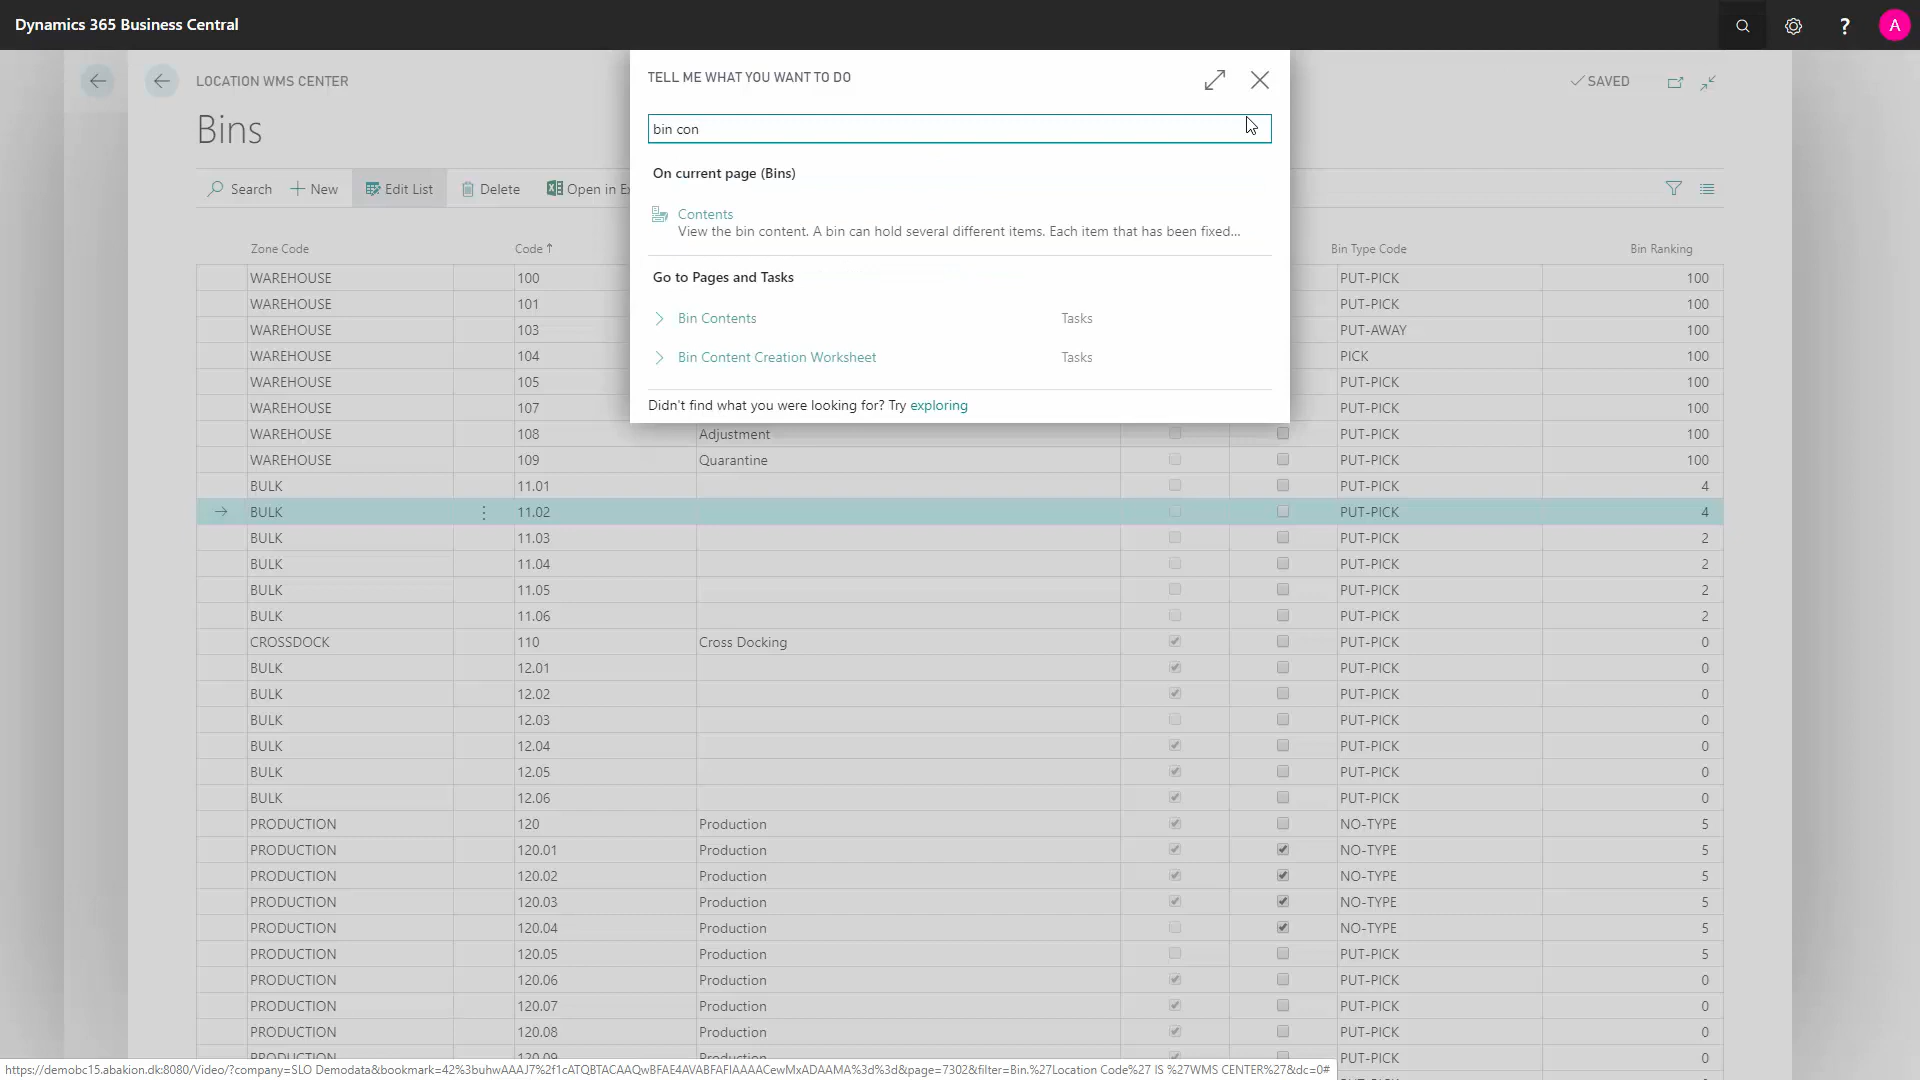 Dynamics 365 Business Central
?
A
LOCATION WMS CENTER
SAVED
Bins
Search
New
Edit List
Delete
Open in Ex
TELL ME WHAT YOU WANT TO DO
bin con
On current page (Bins)
Contents
View the bin content. A bin can hold several different items. Each item that has been fixed...
Go to Pages and Tasks
Bin Contents Tasks
Bin Content Creation Worksheet Tasks
Didn't find what you were looking for? Try exploring
Zone Code Code ↑ Bin Type Code Bin Ranking
WAREHOUSE 100 PUT-PICK 100
WAREHOUSE 101 PUT-PICK 100
WAREHOUSE 103 PUT-AWAY 100
WAREHOUSE 104 PICK 100
WAREHOUSE 105 PUT-PICK 100
WAREHOUSE 107 PUT-PICK 100
WAREHOUSE 108 Adjustment PUT-PICK 100
WAREHOUSE 109 Quarantine PUT-PICK 100
BULK 11.01 PUT-PICK 4
BULK 11.02 PUT-PICK 4
BULK 11.03 PUT-PICK 2
BULK 11.04 PUT-PICK 2
BULK 11.05 PUT-PICK 2
BULK 11.06 PUT-PICK 2
CROSSDOCK 110 Cross Docking PUT-PICK 0
BULK 12.01 PUT-PICK 0
BULK 12.02 PUT-PICK 0
BULK 12.03 PUT-PICK 0
BULK 12.04 PUT-PICK 0
BULK 12.05 PUT-PICK 0
BULK 12.06 PUT-PICK 0
PRODUCTION 120 Production NO-TYPE 5
PRODUCTION 120.01 Production NO-TYPE 5
PRODUCTION 120.02 Production NO-TYPE 5
PRODUCTION 120.03 Production NO-TYPE 5
PRODUCTION 120.04 Production NO-TYPE 5
PRODUCTION 120.05 Production PUT-PICK 5
PRODUCTION 120.06 Production PUT-PICK 0
PRODUCTION 120.07 Production PUT-PICK 0
PRODUCTION 120.08 Production PUT-PICK 0
PRODUCTION 120.09 Production PUT-PICK 0
https://demobc15.abakion.dk:8080/Video/?company=SLO Demodata&bookmark=42%3buhwAAAJ7%2f1cATQBTACAAQwBFAE4AVABFAFIAAAACewMxADAAMA%3d%3d&page=7302&filter=Bin.%27Location Code%27 IS %27WMS CENTER%27&dc=0#